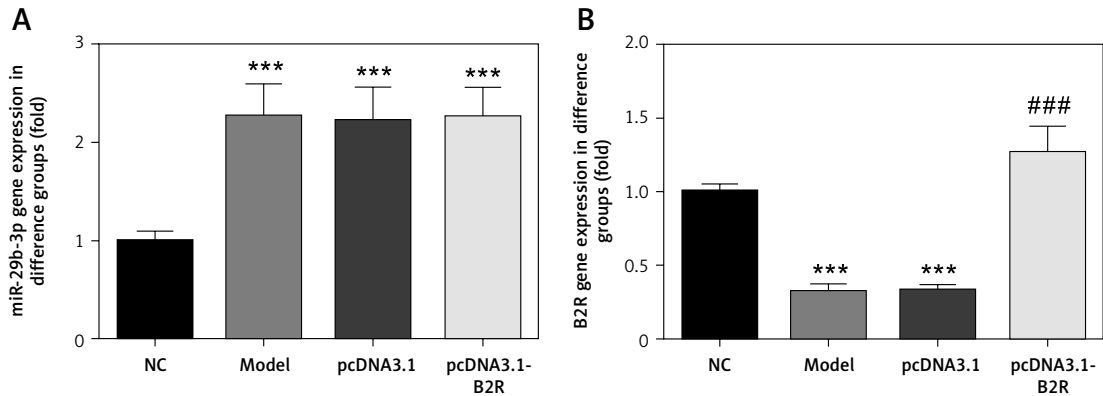 A
miR-29b-3p gene expression in
difference groups (fold)
3
2
1
0
***
***
***
NC
Model
pcDNA3.1
pcDNA3.1-
B2R
B
B2R gene expression in difference
groups (fold)
2.0
1.5
1.0
0.5
0
***
***
###
NC
Model
pcDNA3.1
pcDNA3.1-
B2R